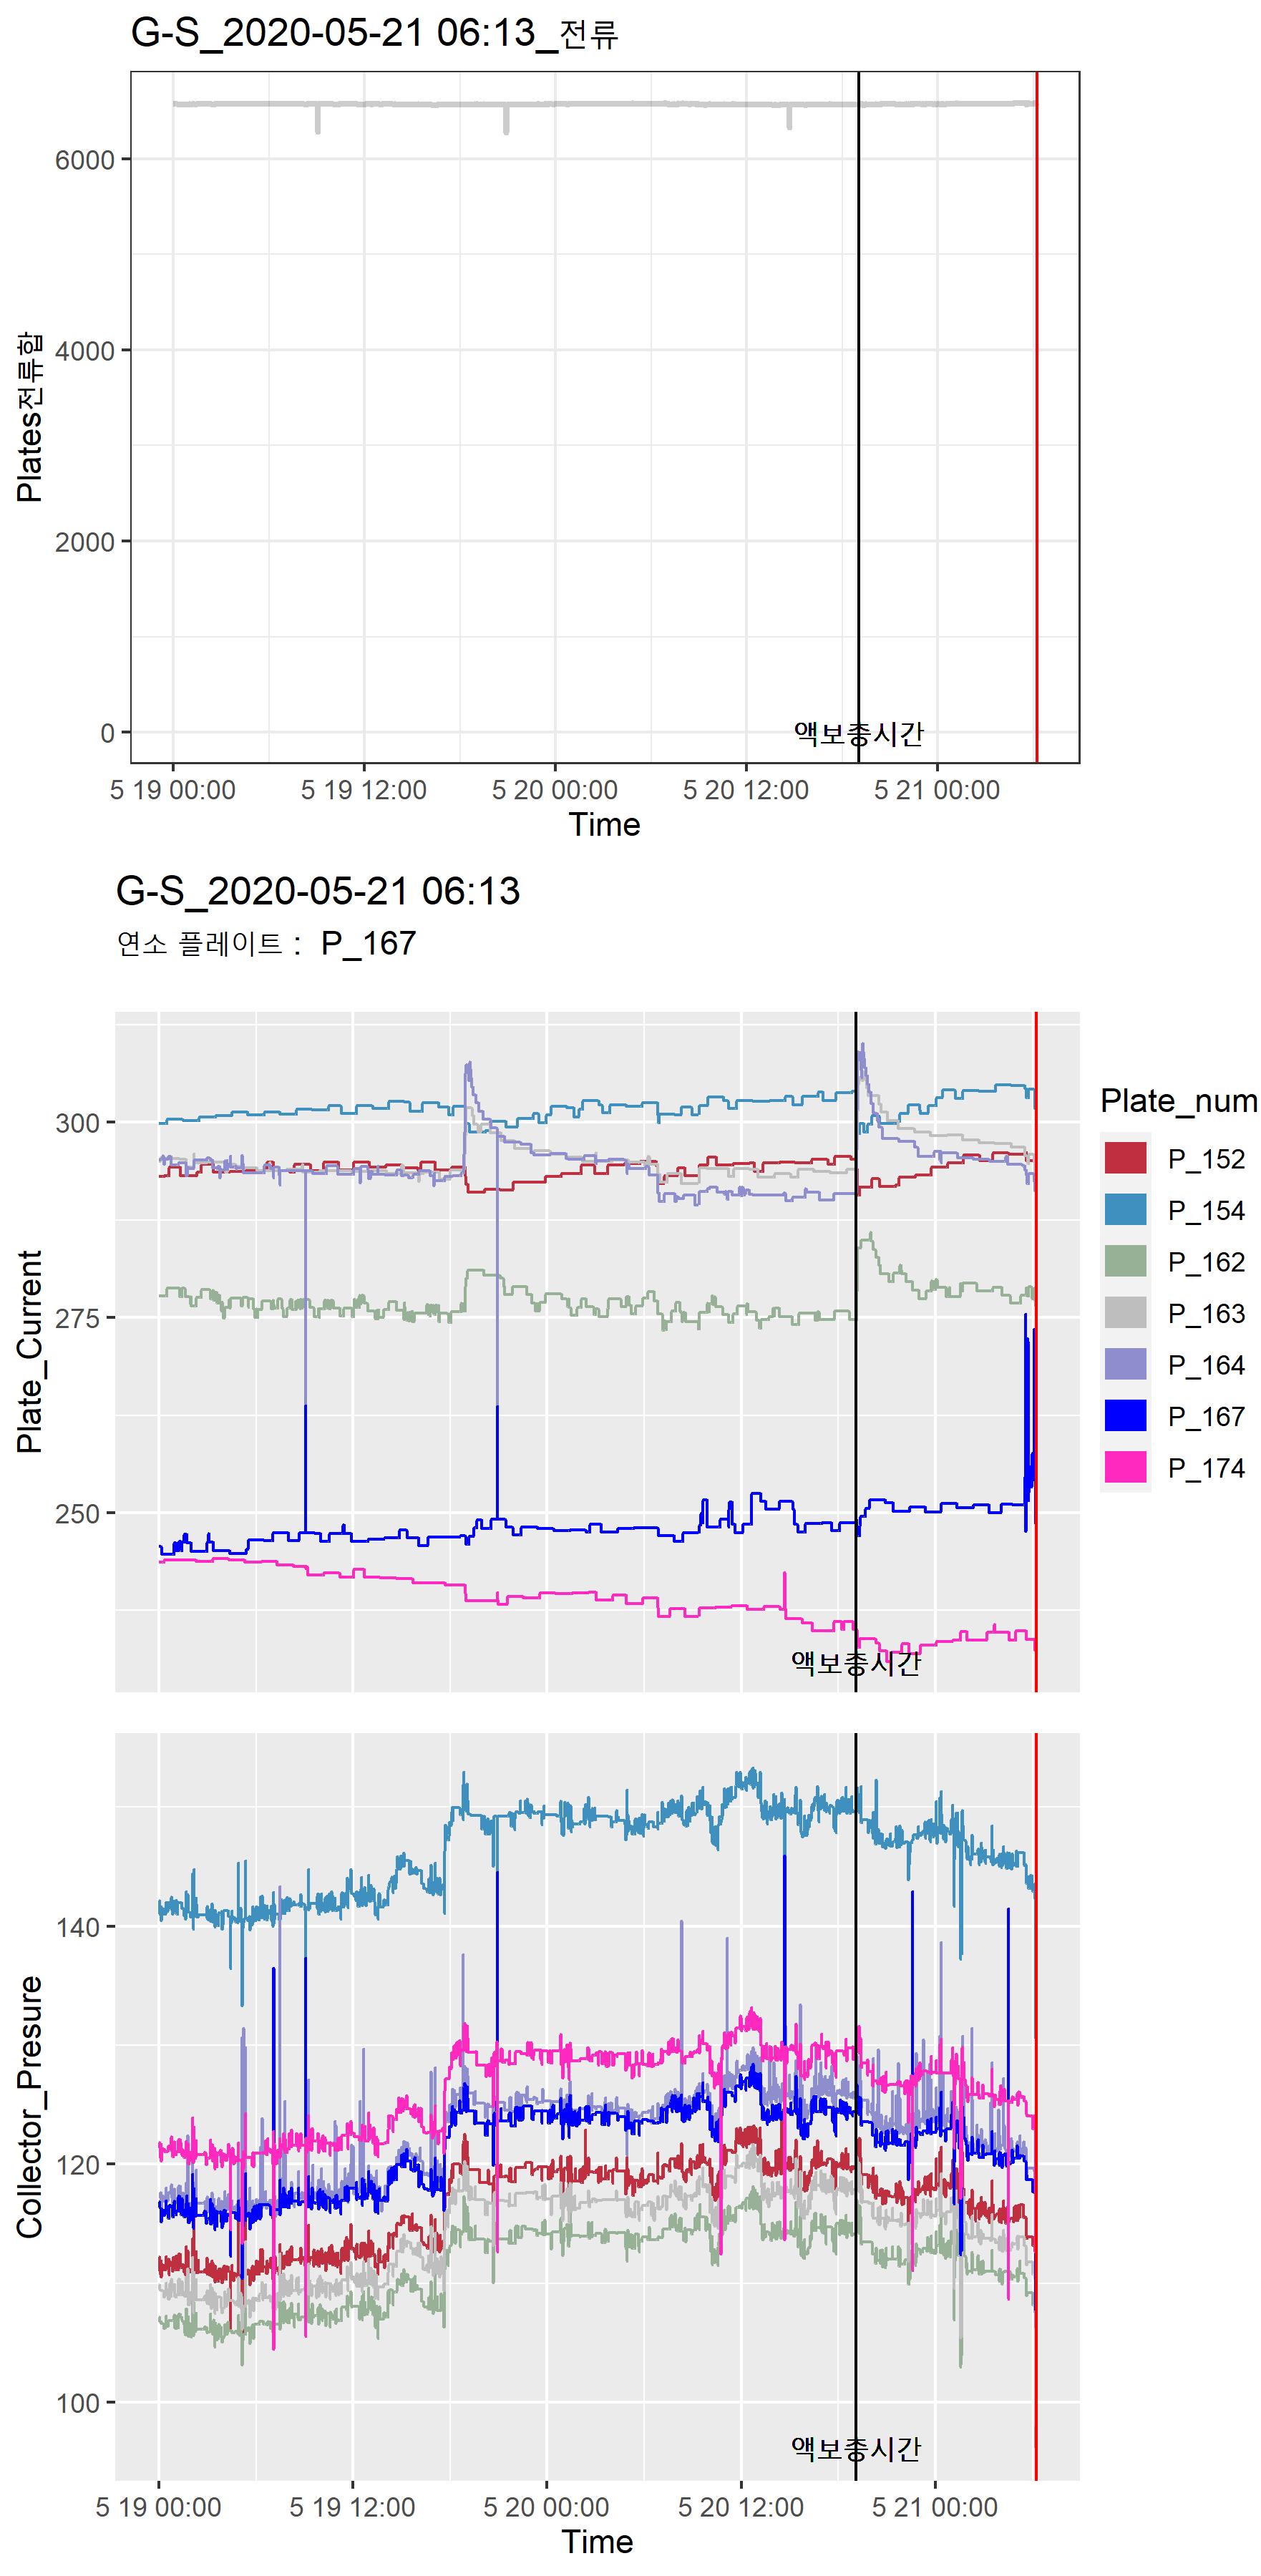 G-S_2020-05-21 06:13_전류
Plates전류합
6000
4000
2000
0
액보충시간
5 19 00:00
5 19 12:00
5 20 00:00
5 20 12:00
5 21 00:00
Time
G-S_2020-05-21 06:13
연소 플레이트 : P_167
Plate_Current
300
275
250
액보충시간
Plate_num
P_152
P_154
P_162
P_163
P_164
P_167
P_174
Collector_Presure
140
120
100
액보충시간
5 19 00:00
5 19 12:00
5 20 00:00
5 20 12:00
5 21 00:00
Time